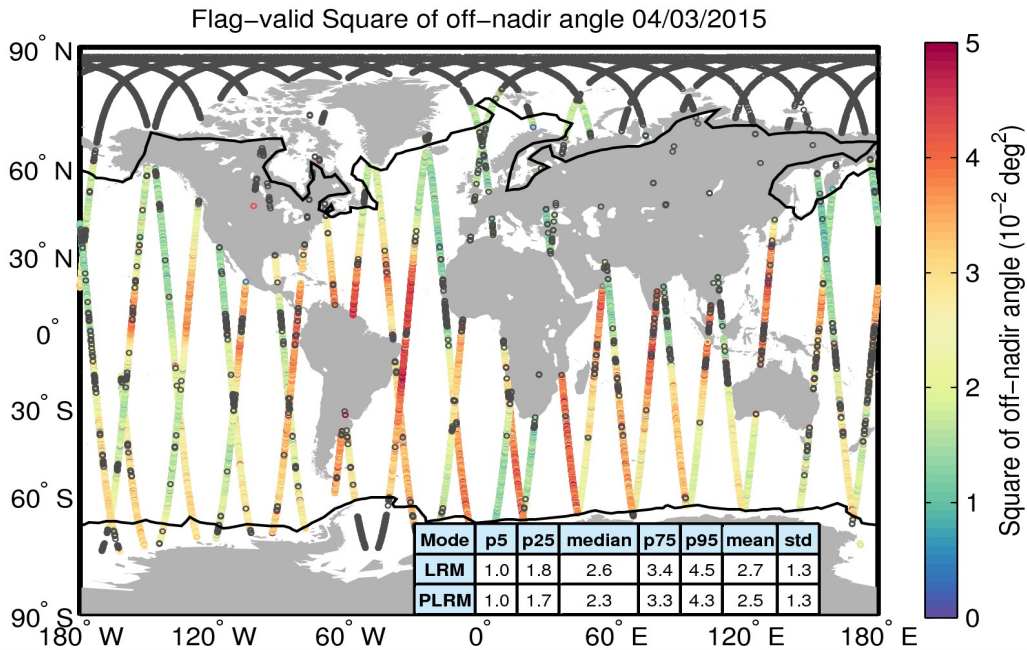 Flag−valid Square of off−nadir angle 04/03/2015
90° N
60° N
30° N
0°
30° S
60° S
90° S
180° W
120° W
60° W
0°
60° E
120° E
180° E
Mode p5 p25 median p75 p95 mean std
LRM 1.0 1.8 2.6 3.4 4.5 2.7 1.3
PLRM 1.0 1.7 2.3 3.3 4.3 2.5 1.3
5
4
3
2
1
0
Square of off−nadir angle (10⁻² deg²)